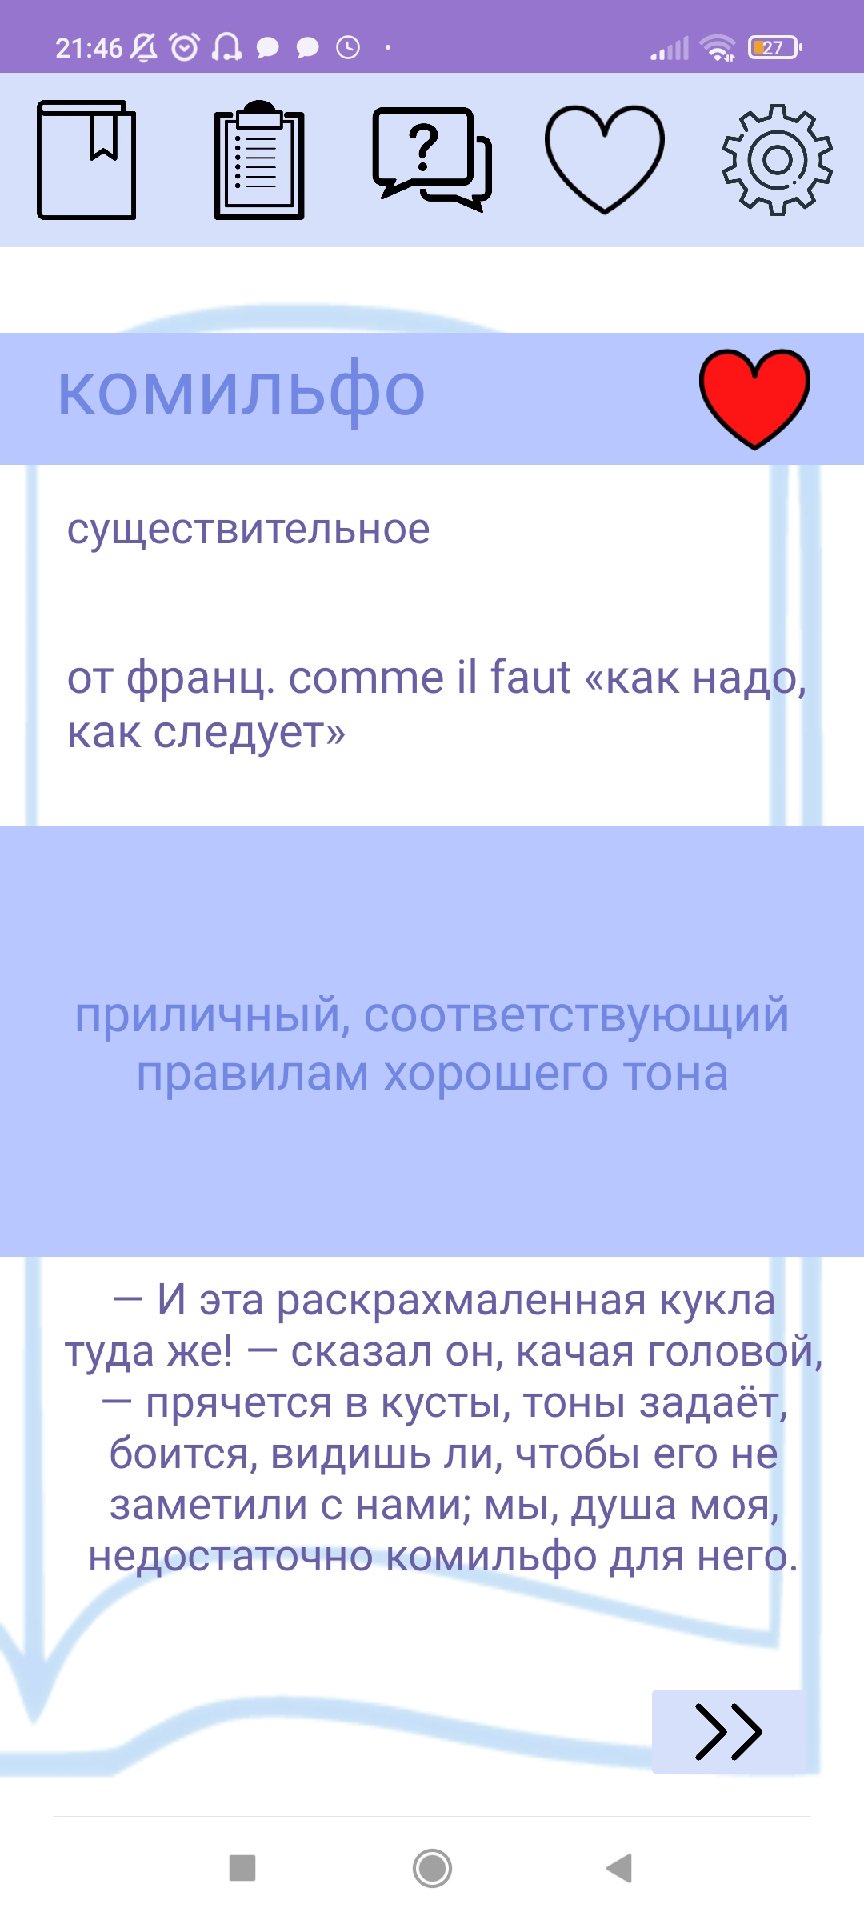 21:46
27
?
комильфо
существительное
от франц. comme il faut «как надо,
как следует»
приличный, соответствующий
правилам хорошего тона
— И эта раскрахмаленная кукла
туда же! — сказал он, качая головой,
— прячется в кусты, тоны задаёт,
боится, видишь ли, чтобы его не
заметили с нами; мы, душа моя,
недостаточно комильфо для него.